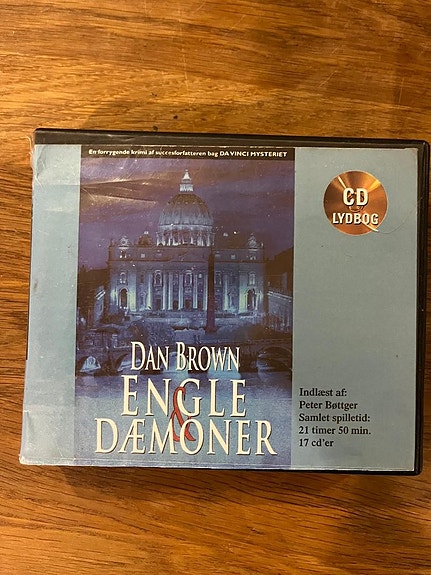 En forrygende krimi af succesforfatteren bag DA VINCI MYSTERIET
CD
LYDBOG
DAN BROWN
ENGLE
&
DÆMONER
Indlæst af:
Peter Bøttger
Samlet spilletid:
21 timer 50 min.
17 cd'er